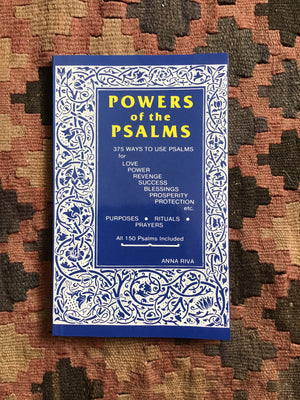 POWERS
of the
PSALMS
375 WAYS TO USE PSALMS
for
LOVE
POWER
REVENGE
SUCCESS
BLESSINGS
PROSPERITY
PROTECTION
etc.
PURPOSES • RITUALS •
PRAYERS
All 150 Psalms Included
ANNA RIVA